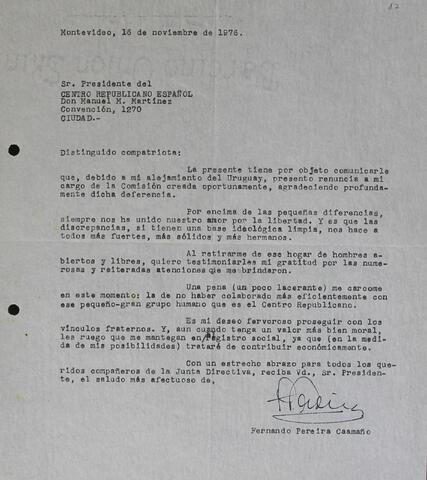 17
Montevideo, 16 de noviembre de 1976.
Sr. Presidente del
CENTRO REPUBLICANO ESPAÑOL
Don Manuel M. Martínez
Convención, 1270
CIUDAD.-
Distinguido compatriota:
La presente tiene por objeto comunicarle
que, debido a mi alejamiento del Uruguay, presento renuncia a mi
cargo de la Comisión creada oportunamente, agradeciendo profunda-
mente dicha deferencia.
Por encima de las pequeñas diferencias,
siempre nos ha unido nuestro amor por la libertad. Y es que las
discrepancias, si tienen una base ideológica limpia, nos hace a
todos más fuertes, más sólidos y más hermanos.
Al retirarme de ese hogar de hombres a-
biertos y libres, quiero testimoniarles mi gratitud por las nume-
rosas y reiteradas atenciones que me brindaron.
Una pena (un poco lacerante) me carcome
en este momento: la de no haber colaborado más eficientemente con
ese pequeño-gran grupo humano que es el Centro Republicano.
Es mi deseo fervoroso proseguir con los
vínculos fraternos. Y, aun cuando tenga un valor más bien moral,
les ruego que me mantegan en/registro social, ya que (en la medi-
da de mis posibilidades) trataré de contribuir económicamente.
Con un estrecho abrazo para todos los que-
ridos compañeros de la Junta Directiva, reciba Vd., Sr. Presiden-
te, el saludo más afectuoso de,
Fernando Pereira Caamaño